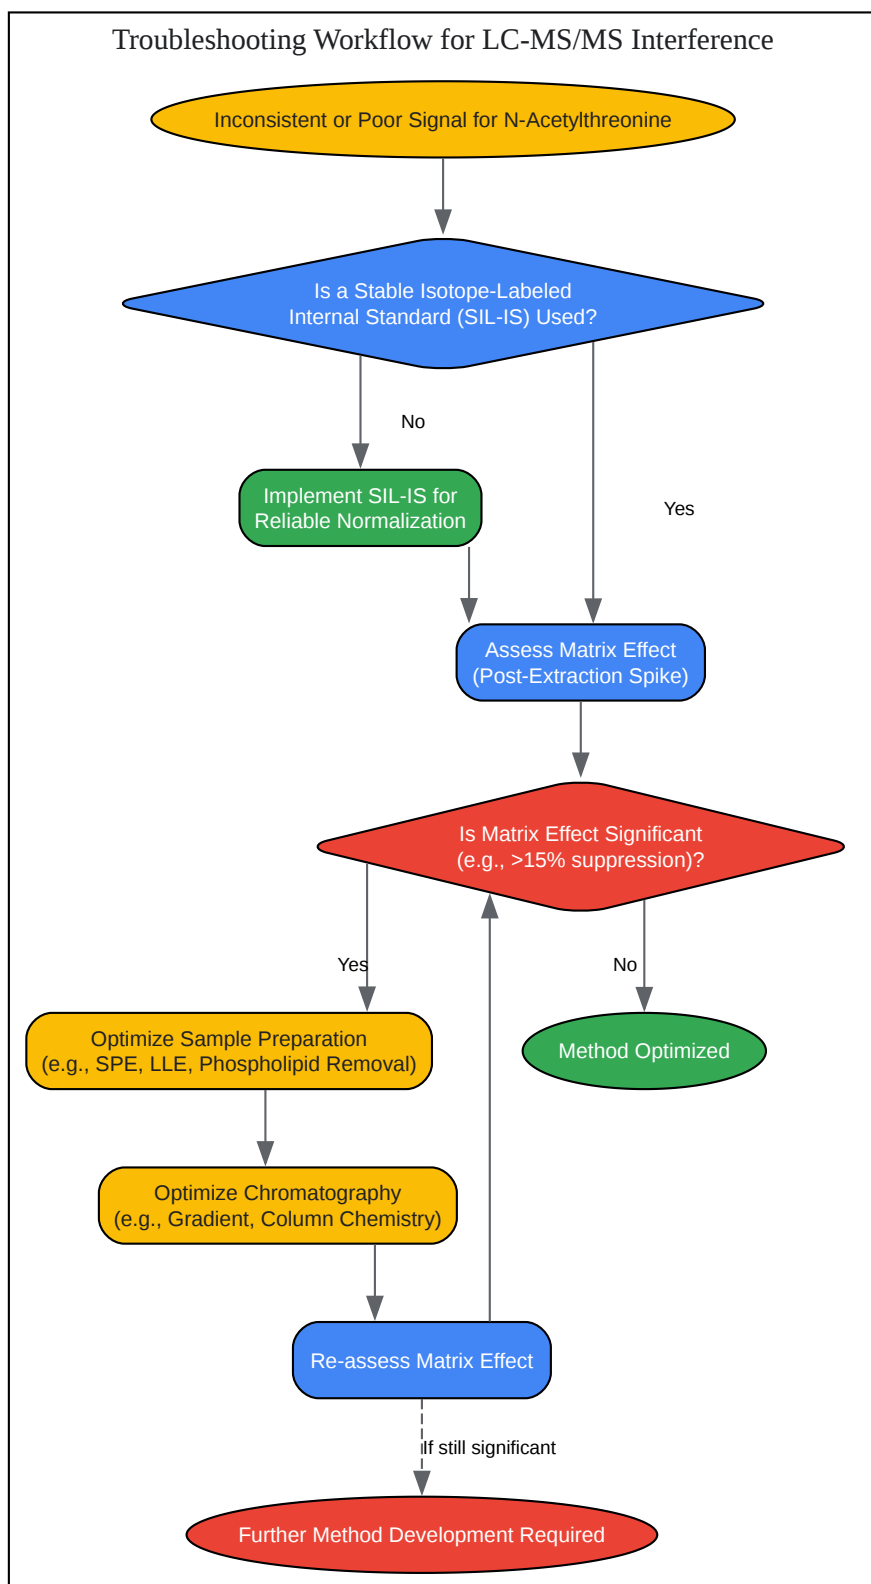 Troubleshooting Workflow for LC-MS/MS Interference
Inconsistent or Poor Signal for N-Acetylthreonine
Is a Stable Isotope-Labeled
Internal Standard (SIL-IS) Used?
No
Implement SIL-IS for
Reliable Normalization
Yes
Assess Matrix Effect
(Post-Extraction Spike)
Is Matrix Effect Significant
(e.g., >15% suppression)?
Yes
No
Optimize Sample Preparation
(e.g., SPE, LLE, Phospholipid Removal)
Method Optimized
Optimize Chromatography
(e.g., Gradient, Column Chemistry)
Re-assess Matrix Effect
If still significant
Further Method Development Required